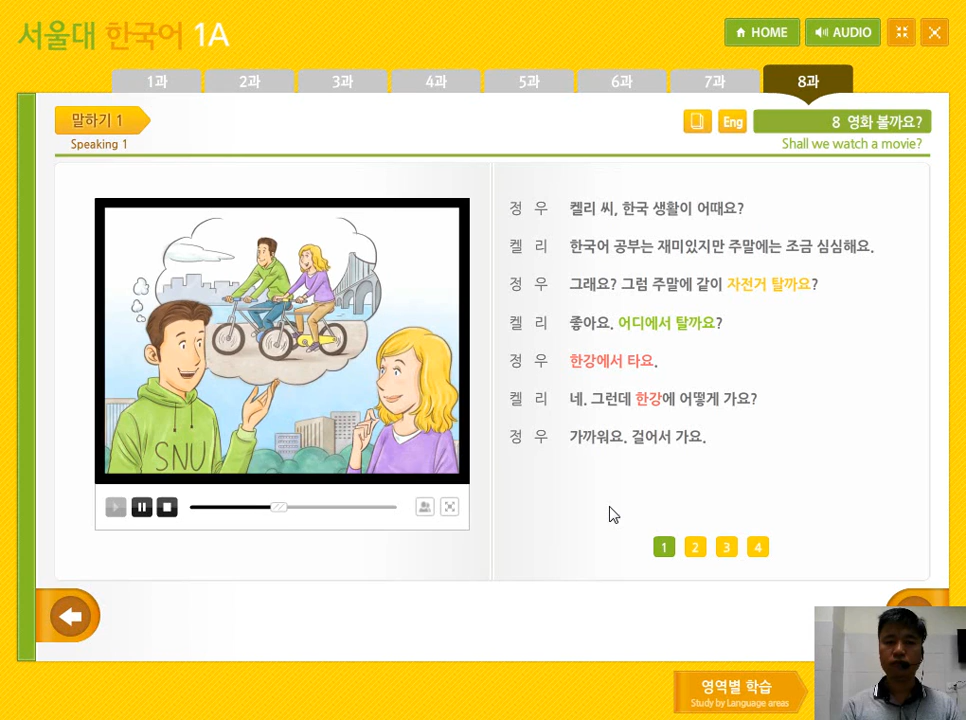 서울대 한국어 1A
HOME
AUDIO
1과 2과 3과 4과 5과 6과 7과 8과
말하기 1
Speaking 1
Eng
8 영화 볼까요?
Shall we watch a movie?
정 우 켈리 씨, 한국 생활이 어때요?
켈 리 한국어 공부는 재미있지만 주말에는 조금 심심해요.
정 우 그래요? 그럼 주말에 같이 자전거 탈까요?
켈 리 좋아요. 어디에서 탈까요?
정 우 한강에서 타요.
켈 리 네. 그런데 한강에 어떻게 가요?
정 우 가까워요. 걸어서 가요.
SNU
1 2 3 4
영역별 학습
Study by Language areas